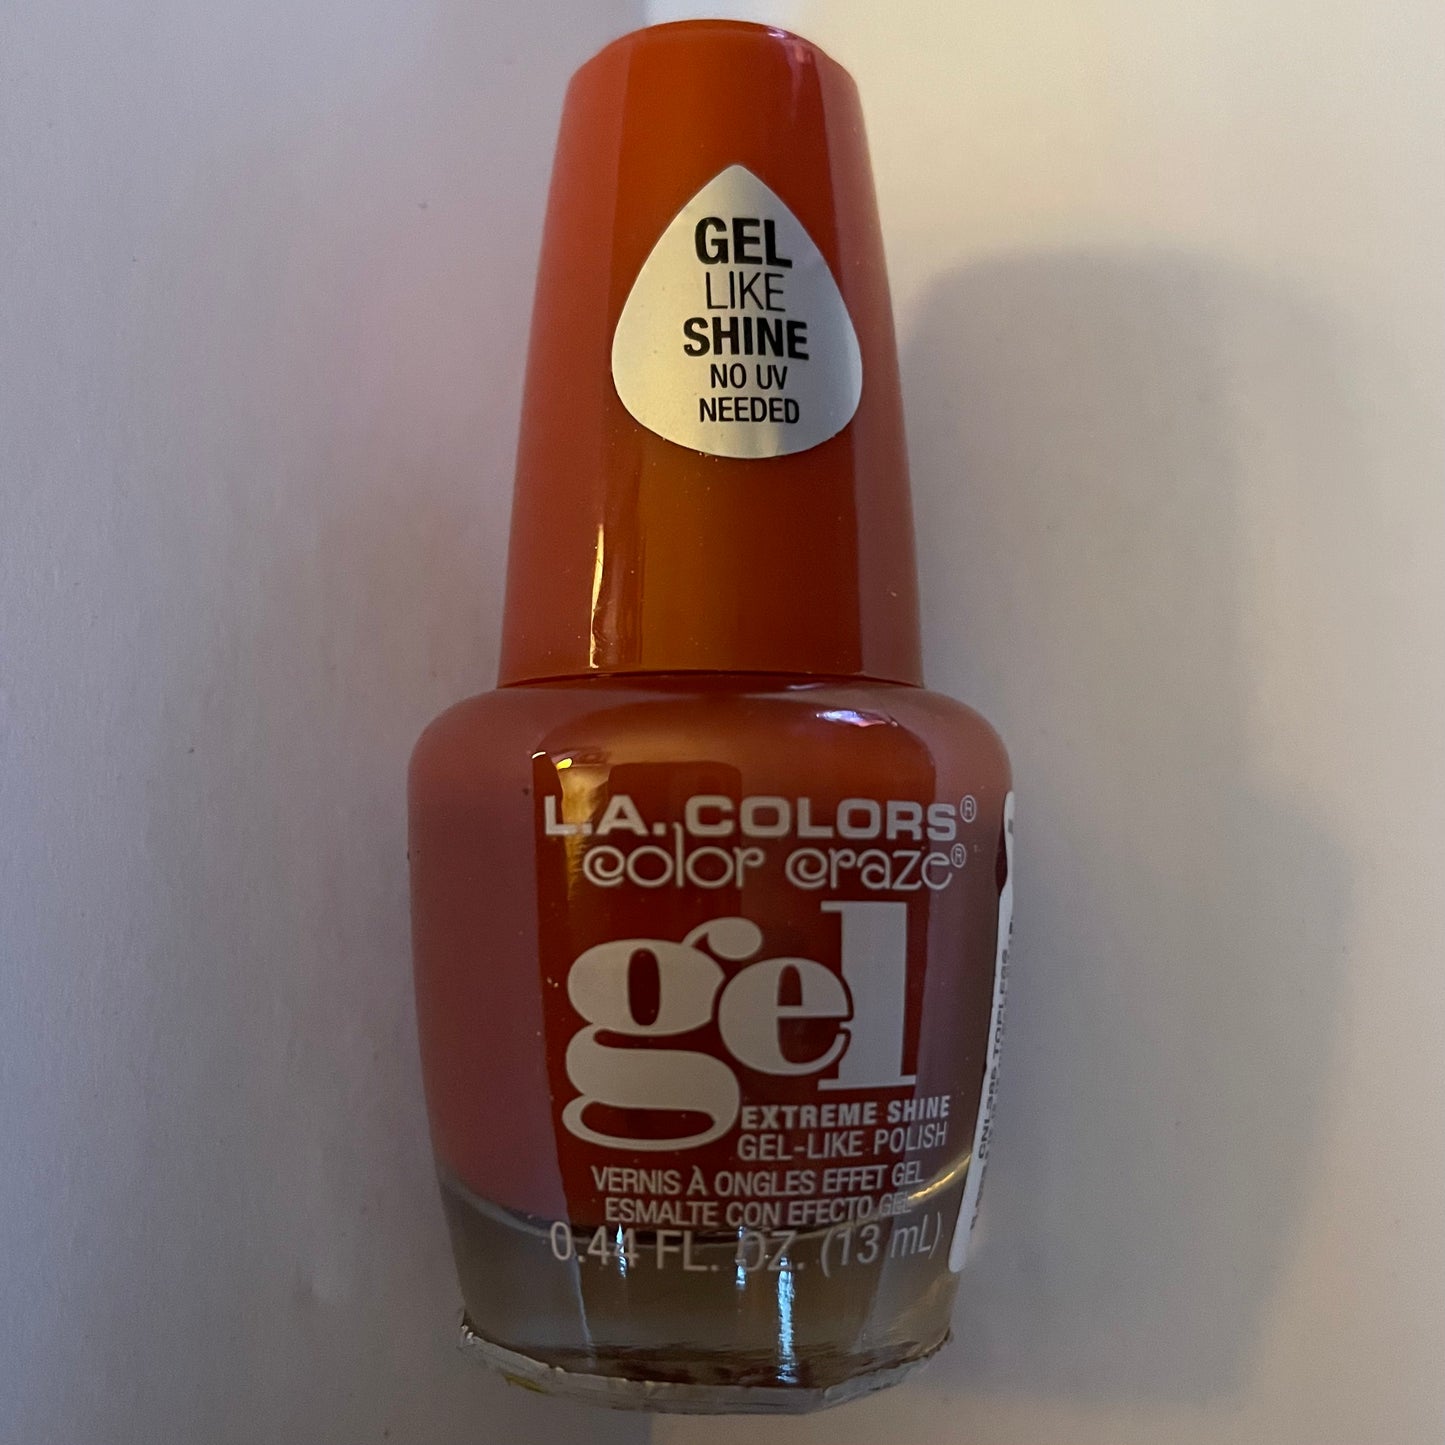 GEL
LIKE
SHINE
NO UV
NEEDED
L.A. COLORS®
color craze®
gel
EXTREME SHINE
GEL-LIKE POLISH
VERNIS À ONGLES EFFET GEL
ESMALTE CON EFECTO GEL
0.44 FL. OZ. (13 mL)